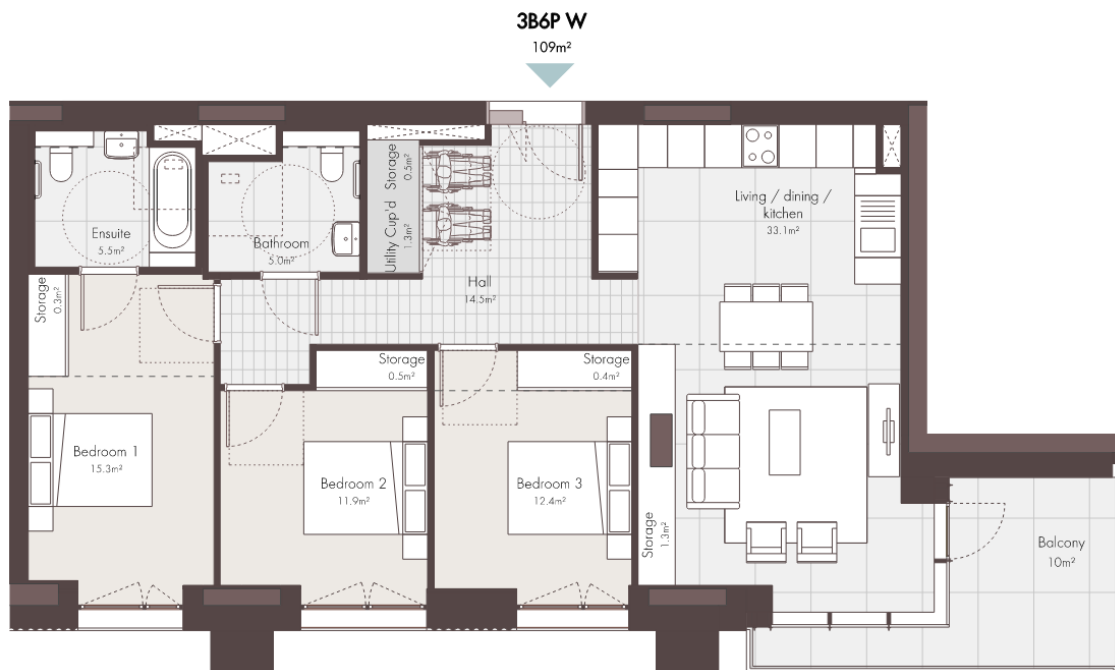 3B6P W
109m²
Ensuite
5.5m²
Bathroom
5.0m²
Storage
0.5m²
Utility Cup'd
1.3m²
Living / dining /
kitchen
33.1m²
Hall
14.5m²
Storage
0.3m²
Storage
0.5m²
Storage
0.4m²
Bedroom 1
15.3m²
Bedroom 2
11.9m²
Bedroom 3
12.4m²
Storage
1.3m²
Balcony
10m²